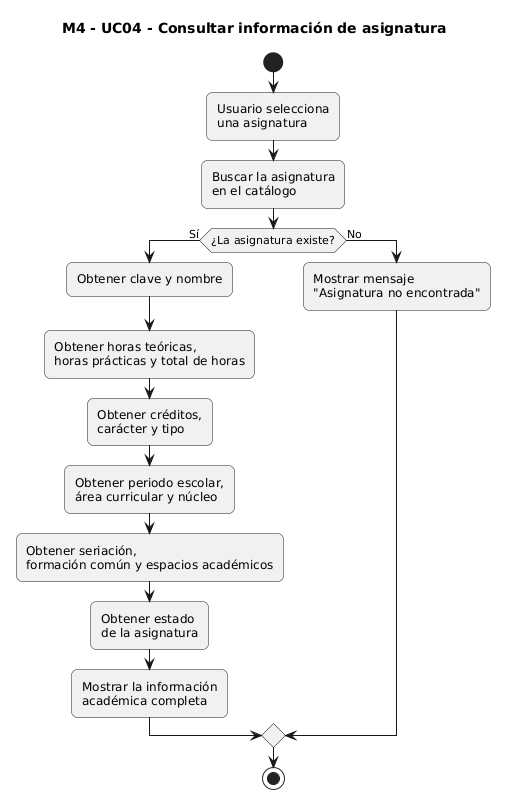 M4 - UC04 - Consultar información de asignatura
Usuario selecciona
una asignatura
Buscar la asignatura
en el catálogo
¿La asignatura existe?
Sí
No
Obtener clave y nombre
Mostrar mensaje
"Asignatura no encontrada"
Obtener horas teóricas,
horas prácticas y total de horas
Obtener créditos,
carácter y tipo
Obtener periodo escolar,
área curricular y núcleo
Obtener seriación,
formación común y espacios académicos
Obtener estado
de la asignatura
Mostrar la información
académica completa